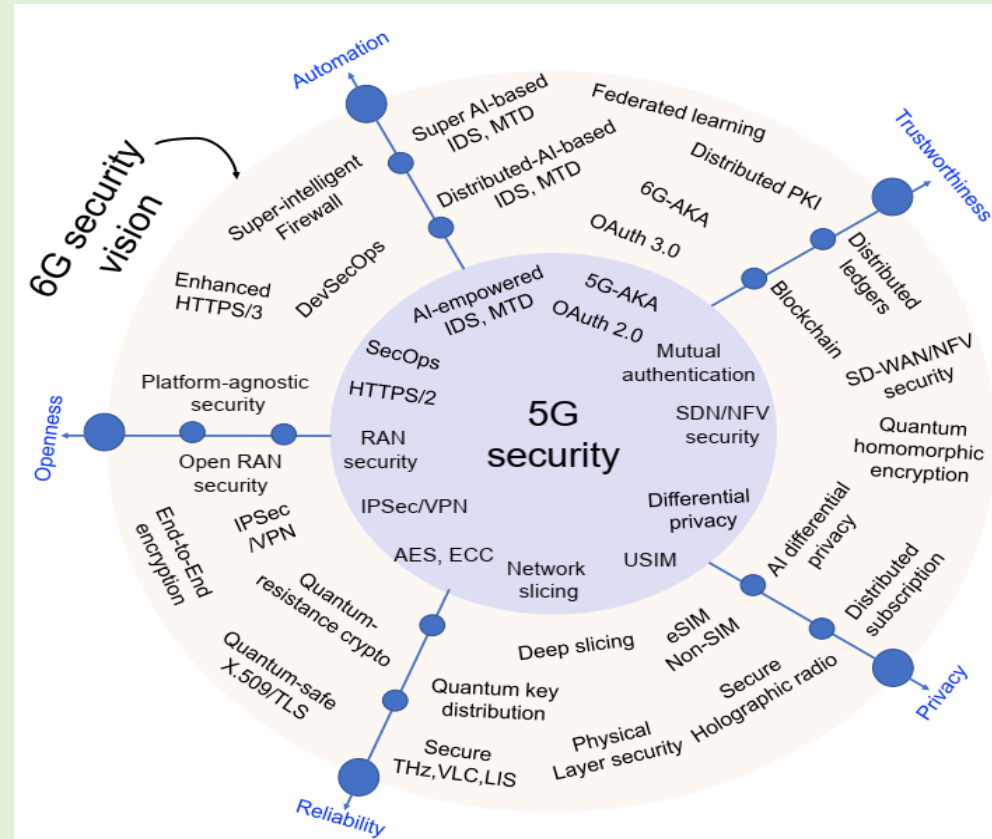 Automation
Super AI-based
IDS, MTD
Federated learning
Trustworthiness
6G security
vision
Super-intelligent
Firewall
Distributed-AI-based
IDS, MTD
Distributed PKI
6G-AKA
OAuth 3.0
Enhanced
HTTPS/3
DevSecOps
Distributed
ledgers
Blockchain
AI-empowered
IDS, MTD
5G-AKA
OAuth 2.0
SecOps
HTTPS/2
Mutual
authentication
SD-WAN/NFV
security
Platform-agnostic
security
Openness
5G
security
SDN/NFV
security
RAN
security
Quantum
homomorphic
encryption
Open RAN
security
IPSec/VPN
Differential
privacy
End-to-End
encryption
IPSec
/VPN
AES, ECC
Network
slicing
USIM
AI differential
privacy
Distributed
subscription
Quantum-
resistance crypto
Deep slicing
eSIM
Non-SIM
Quantum-safe
X.509/TLS
Quantum key
distribution
Secure
Holographic radio
Privacy
Secure
THz,VLC,LIS
Physical
Layer security
Reliability